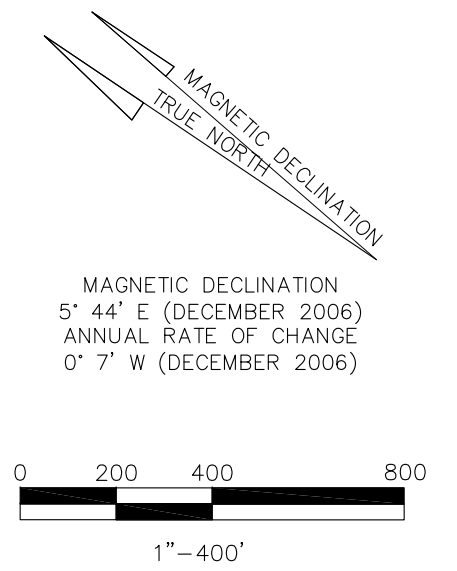 MAGNETIC DECLINATION
TRUE NORTH
MAGNETIC DECLINATION
5° 44' E (DECEMBER 2006)
ANNUAL RATE OF CHANGE
0° 7' W (DECEMBER 2006)
0 200 400 800
1"-400'